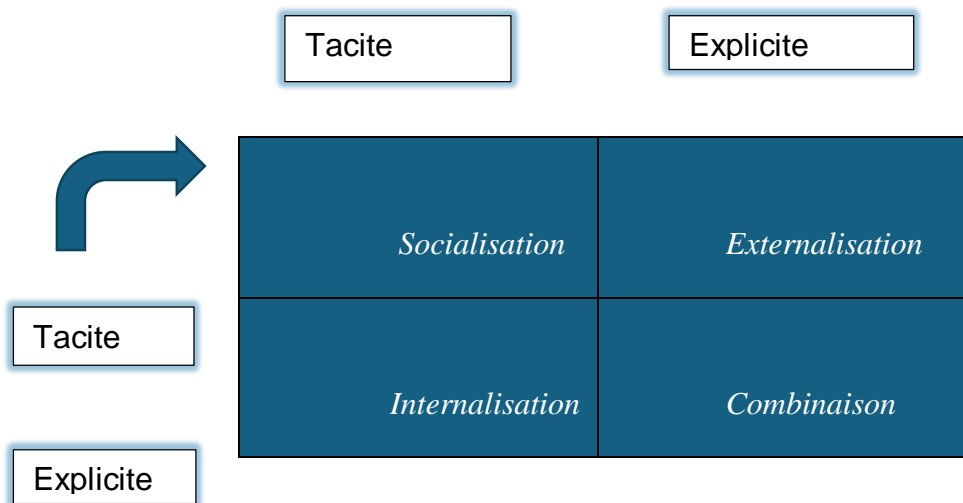 Tacite
Explicite
Socialisation
Externalisation
Tacite
Internalisation
Combinaison
Explicite